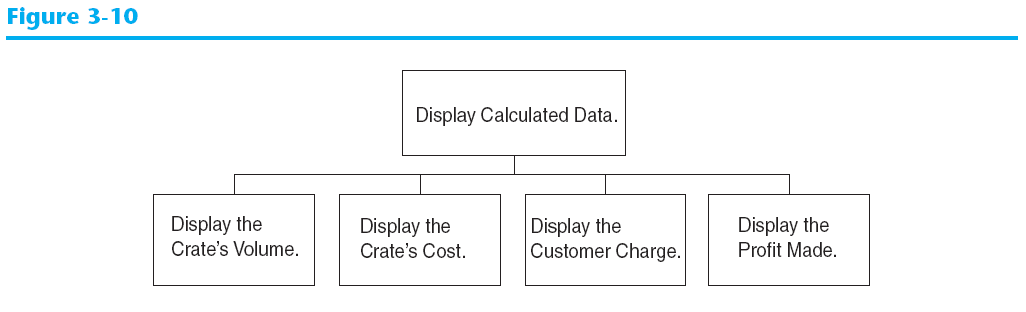 Figure 3-10
Display Calculated Data.
Display the
Crate’s Volume.
Display the
Crate’s Cost.
Display the
Customer Charge.
Display the
Profit Made.